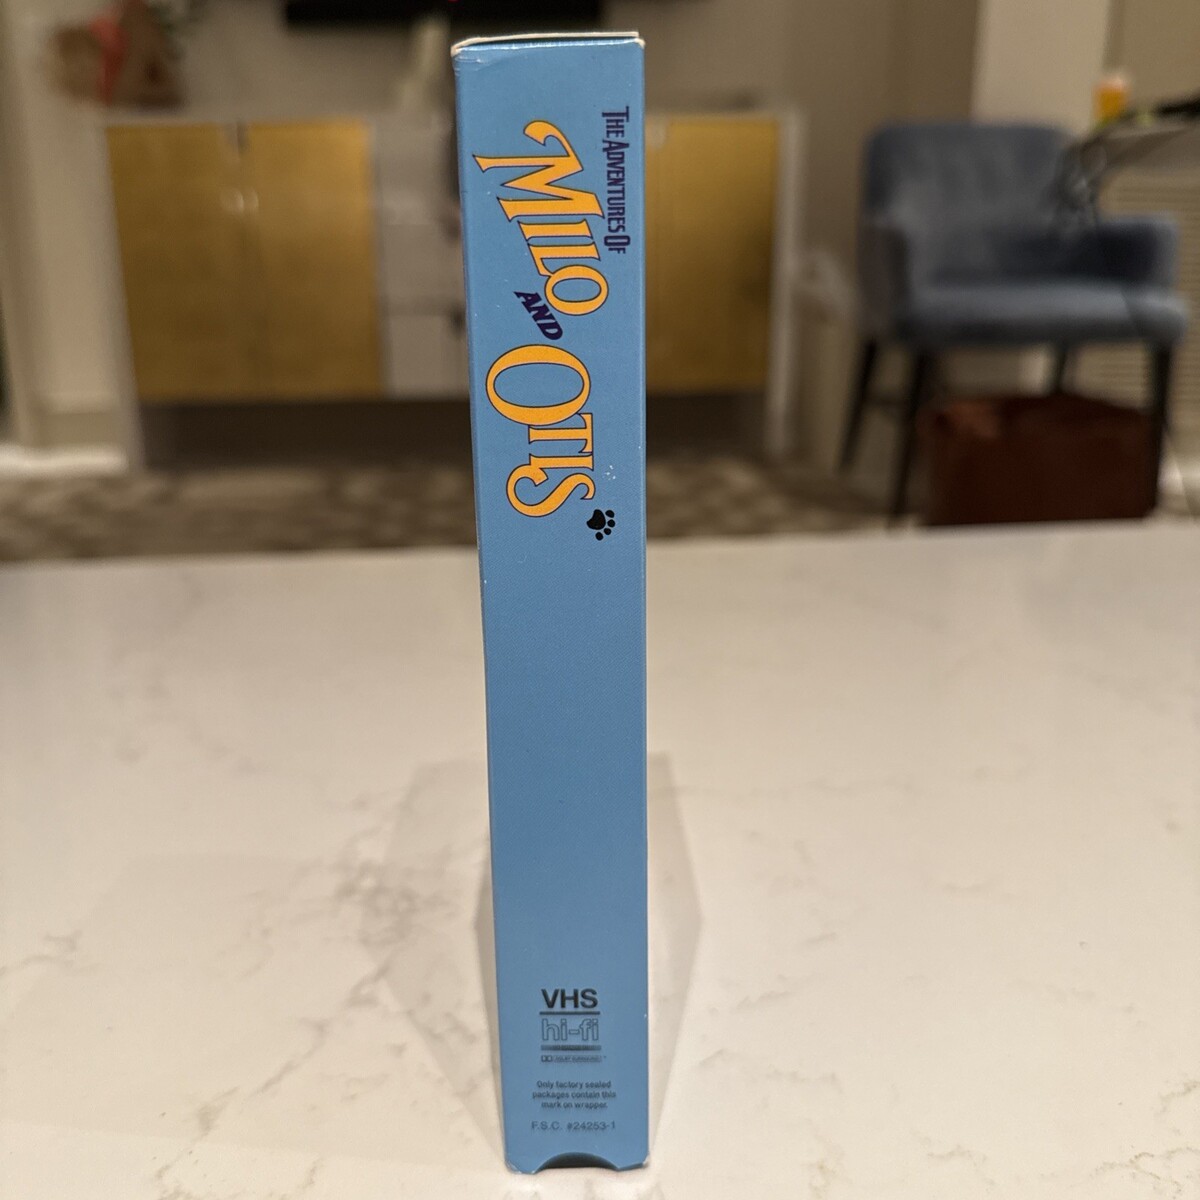 THE ADVENTURES OF
MILO
AND
OTIS
VHS
hi-fi
Only factory sealed
packages contain this
mark on wrapper.
F.S.C. #24253-1